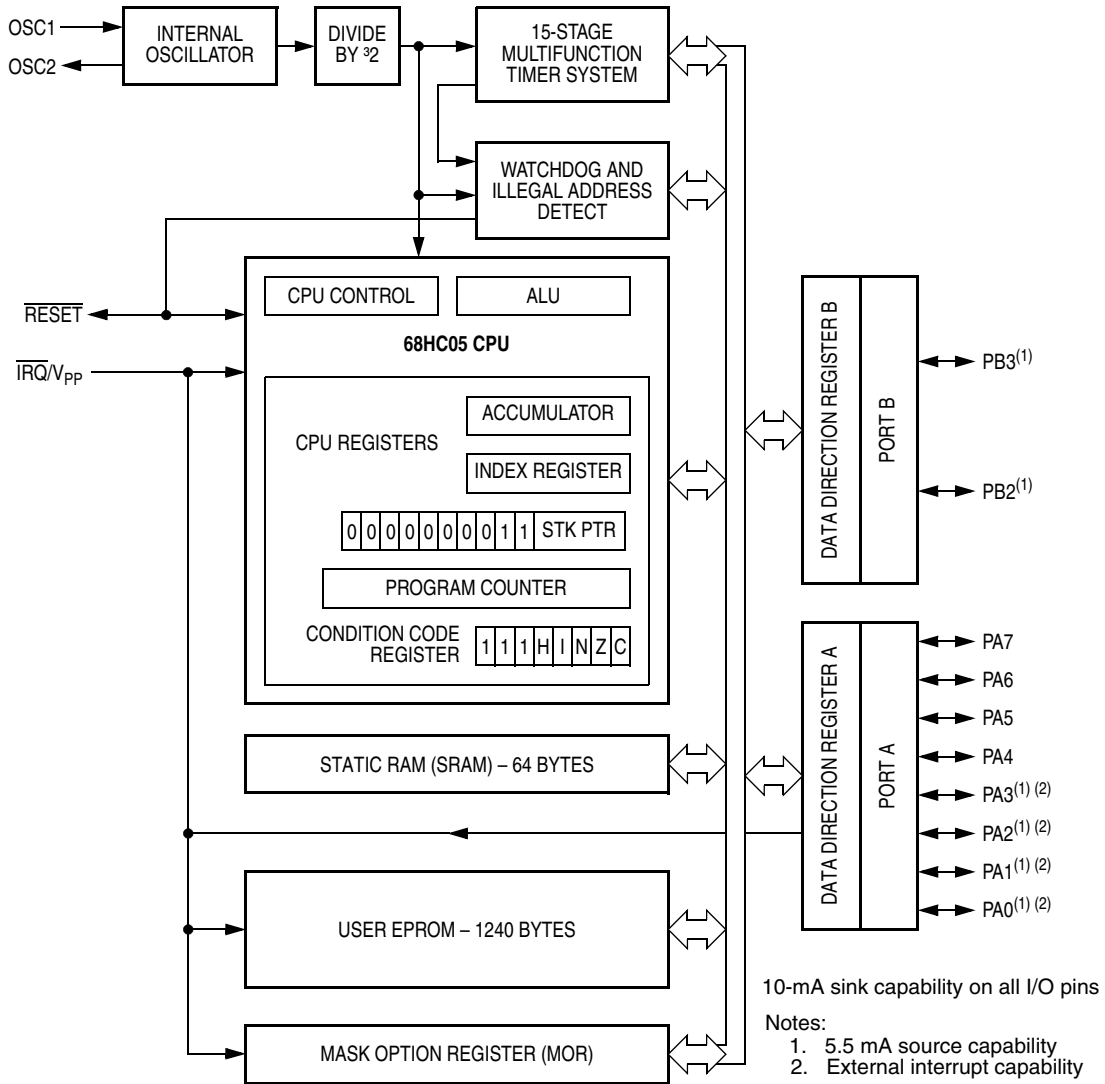 OSC1
OSC2
INTERNAL
OSCILLATOR
DIVIDE
BY ³2
15-STAGE
MULTIFUNCTION
TIMER SYSTEM
WATCHDOG AND
ILLEGAL ADDRESS
DETECT
RESET
IRQ/VPP
CPU CONTROL
ALU
68HC05 CPU
CPU REGISTERS
ACCUMULATOR
INDEX REGISTER
0 0 0 0 0 0 0 0 1 1 STK PTR
PROGRAM COUNTER
CONDITION CODE
REGISTER
1 1 1 H I N Z C
STATIC RAM (SRAM) – 64 BYTES
USER EPROM – 1240 BYTES
MASK OPTION REGISTER (MOR)
DATA DIRECTION REGISTER B
PORT B
PB3(1)
PB2(1)
DATA DIRECTION REGISTER A
PORT A
PA7
PA6
PA5
PA4
PA3(1) (2)
PA2(1) (2)
PA1(1) (2)
PA0(1) (2)
10-mA sink capability on all I/O pins
Notes:
1. 5.5 mA source capability
2. External interrupt capability